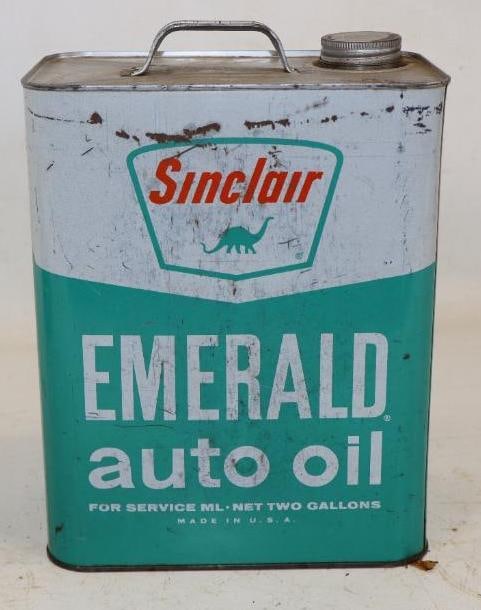 Sinclair
EMERALD®
auto oil
FOR SERVICE ML · NET TWO GALLONS
MADE IN U.S.A.